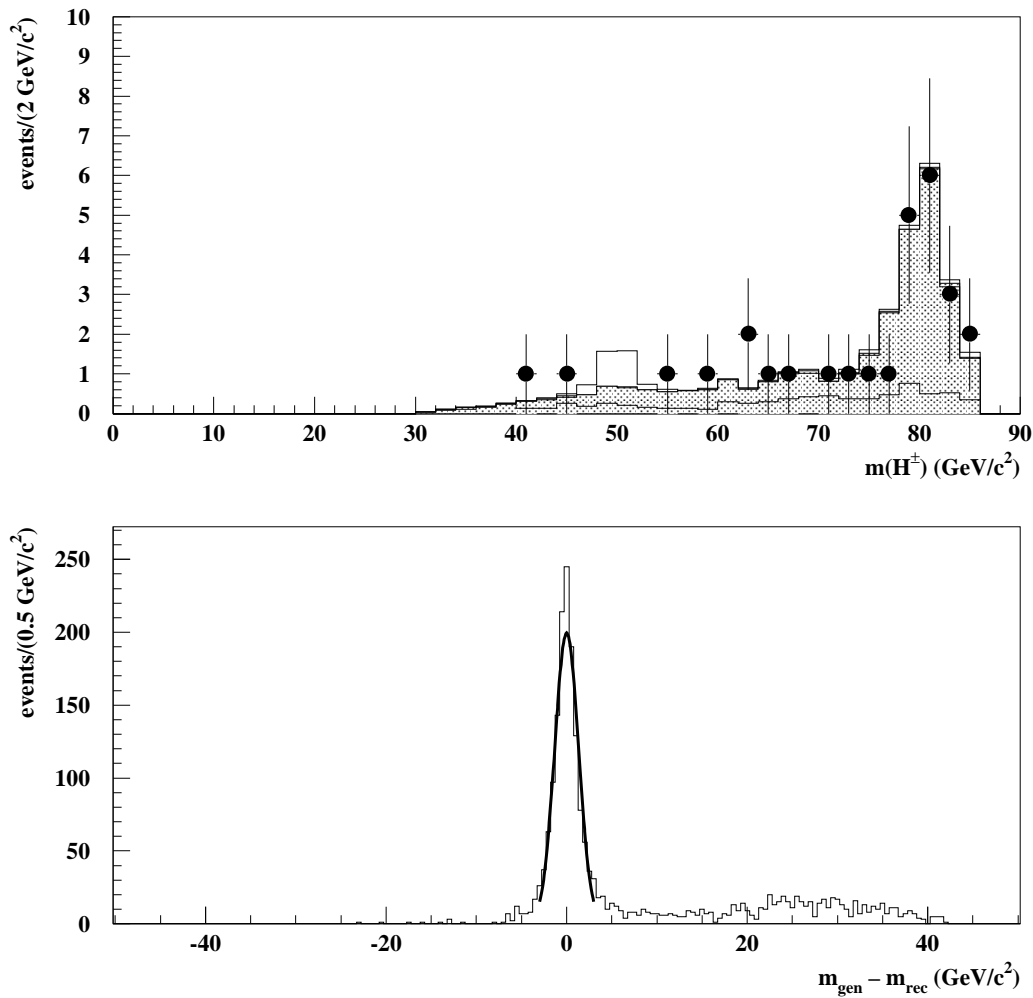 events/(2 GeV/c²)
10
9
8
7
6
5
4
3
2
1
0
0 10 20 30 40 50 60 70 80 90
m(H±) (GeV/c²)
events/(0.5 GeV/c²)
250
200
150
100
50
0
-40 -20 0 20 40
m_gen – m_rec (GeV/c²)